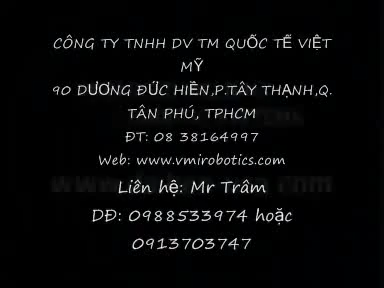 CÔNG TY TNHH DV TM QUỐC TẾ VIỆT
MỸ
90 DƯƠNG ĐỨC HIỀN,P.TÂY THẠNH,Q.
TÂN PHÚ, TPHCM
ĐT: 08 38164997
Web: www.vmirobotics.com
Liên hệ: Mr Trâm
DĐ: 0988533974 hoặc
0913703747